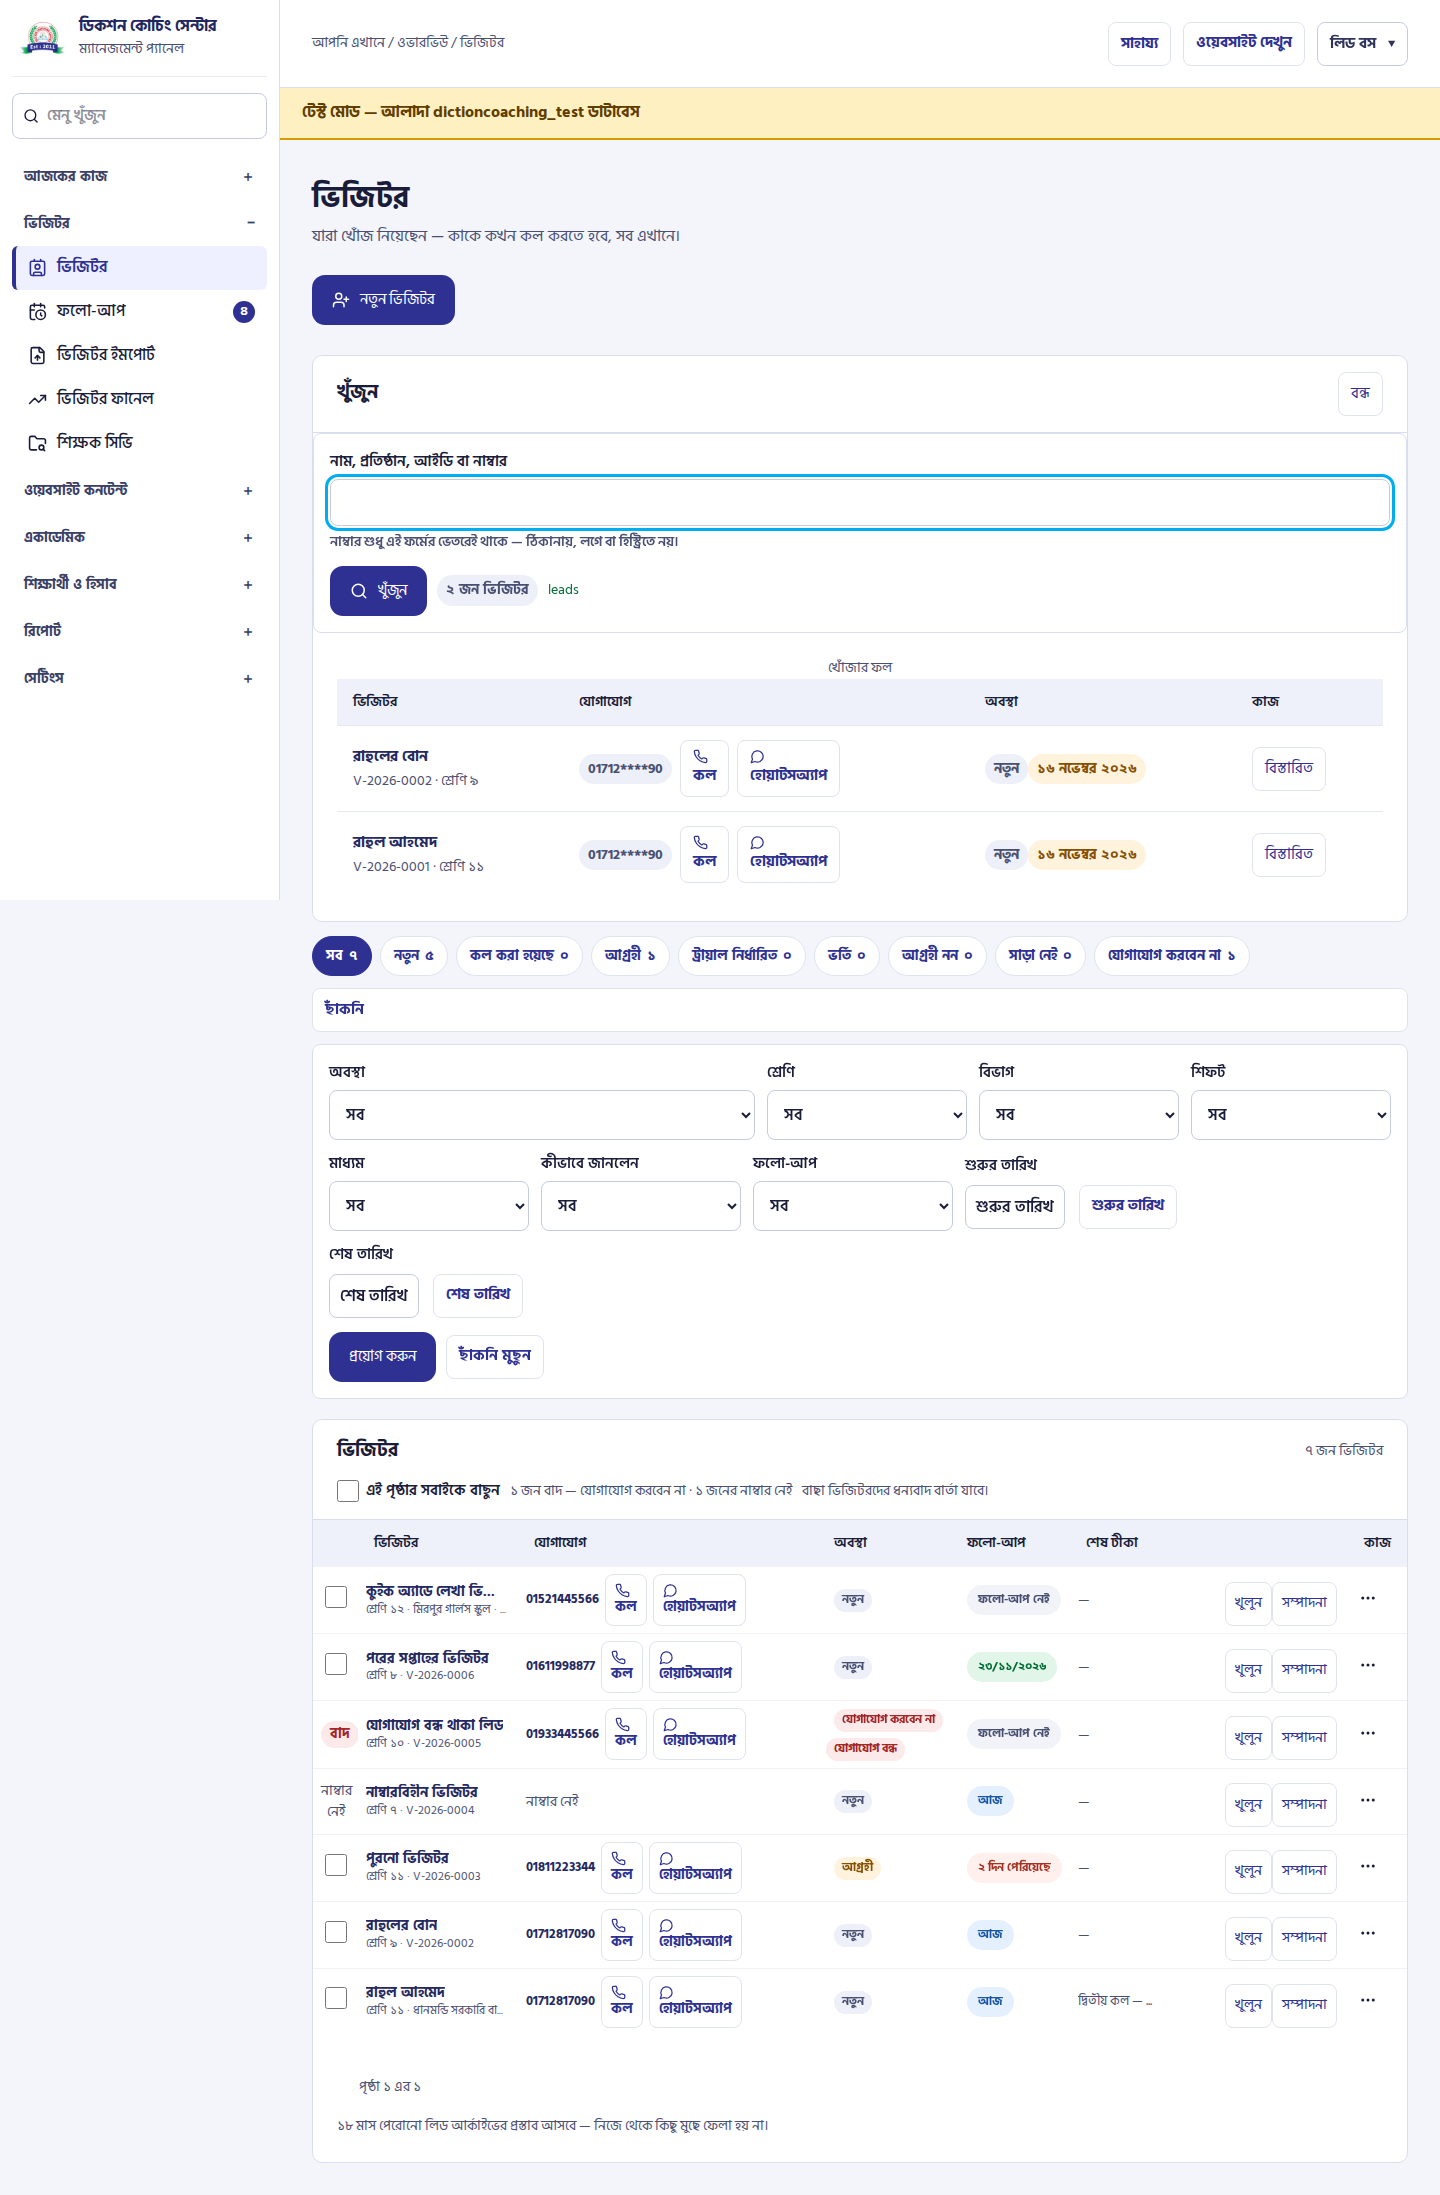 ডিকশন কোচিং সেন্টার
ম্যানেজমেন্ট প্যানেল
Est : 2011
মেনু খুঁজুন
আজকের কাজ +
ভিজিটর −
ভিজিটর
ফলো-আপ 8
ভিজিটর ইমপোর্ট
ভিজিটর ফানেল
শিক্ষক সিভি
ওয়েবসাইট কনটেন্ট +
একাডেমিক +
শিক্ষার্থী ও হিসাব +
রিপোর্ট +
সেটিংস +
আপনি এখানে / ওভারভিউ / ভিজিটর
সাহায্য
ওয়েবসাইট দেখুন
লিড বস ▾
টেস্ট মোড — আলাদা dictioncoaching_test ডাটাবেস
ভিজিটর
যারা খোঁজ নিয়েছেন — কাকে কখন কল করতে হবে, সব এখানে।
নতুন ভিজিটর
খুঁজুন
বন্ধ
নাম, প্রতিষ্ঠান, আইডি বা নাম্বার
নাম্বার শুধু এই ফর্মের ভেতরেই থাকে — ঠিকানায়, লগে বা হিস্ট্রিতে নয়।
খুঁজুন ২ জন ভিজিটর leads
খোঁজার ফল
ভিজিটর যোগাযোগ অবস্থা কাজ
রাহুলের বোন
V-2026-0002 · শ্রেণি ৯
01712****90 কল হোয়াটসঅ্যাপ নতুন ১৬ নভেম্বর ২০২৬ বিস্তারিত
রাহুল আহমেদ
V-2026-0001 · শ্রেণি ১১
01712****90 কল হোয়াটসঅ্যাপ নতুন ১৬ নভেম্বর ২০২৬ বিস্তারিত
সব ৭ নতুন ৫ কল করা হয়েছে ০ আগ্রহী ১ ট্রায়াল নির্ধারিত ০ ভর্তি ০ আগ্রহী নন ০ সাড়া নেই ০ যোগাযোগ করবেন না ১
ছাঁকনি
অবস্থা শ্রেণি বিভাগ শিফট
সব সব সব সব
মাধ্যম কীভাবে জানলেন ফলো-আপ শুরুর তারিখ
সব সব সব শুরুর তারিখ শুরুর তারিখ
শেষ তারিখ
শেষ তারিখ শেষ তারিখ
প্রয়োগ করুন ছাঁকনি মুছুন
ভিজিটর ৭ জন ভিজিটর
এই পৃষ্ঠার সবাইকে বাছুন ১ জন বাদ — যোগাযোগ করবেন না · ১ জনের নাম্বার নেই বাছা ভিজিটরদের ধন্যবাদ বার্তা যাবে।
ভিজিটর যোগাযোগ অবস্থা ফলো-আপ শেষ টীকা কাজ
কুইক অ্যাডে লেখা ভি...
শ্রেণি ১২ · মিরপুর গার্লস স্কুল · ...
01521445566 কল হোয়াটসঅ্যাপ নতুন ফলো-আপ নেই — খুলুন সম্পাদনা ···
পরের সপ্তাহের ভিজিটর
শ্রেণি ৮ · V-2026-0006
01611998877 কল হোয়াটসঅ্যাপ নতুন ২৩/১১/২০২৬ — খুলুন সম্পাদনা ···
বাদ যোগাযোগ বন্ধ থাকা লিড
শ্রেণি ১০ · V-2026-0005
01933445566 কল হোয়াটসঅ্যাপ যোগাযোগ করবেন না যোগাযোগ বন্ধ ফলো-আপ নেই — খুলুন সম্পাদনা ···
নাম্বার নেই নাম্বারবিহীন ভিজিটর
শ্রেণি ৭ · V-2026-0004
নাম্বার নেই নতুন আজ — খুলুন সম্পাদনা ···
পুরনো ভিজিটর
শ্রেণি ১১ · V-2026-0003
01811223344 কল হোয়াটসঅ্যাপ আগ্রহী ২ দিন পেরিয়েছে — খুলুন সম্পাদনা ···
রাহুলের বোন
শ্রেণি ৯ · V-2026-0002
01712817090 কল হোয়াটসঅ্যাপ নতুন আজ — খুলুন সম্পাদনা ···
রাহুল আহমেদ
শ্রেণি ১১ · ধানমন্ডি সরকারি বা...
01712817090 কল হোয়াটসঅ্যাপ নতুন আজ দ্বিতীয় কল — ... খুলুন সম্পাদনা ···
পৃষ্ঠা ১ এর ১
১৮ মাস পেরোনো লিড আর্কাইভের প্রস্তাব আসবে — নিজে থেকে কিছু মুছে ফেলা হয় না।